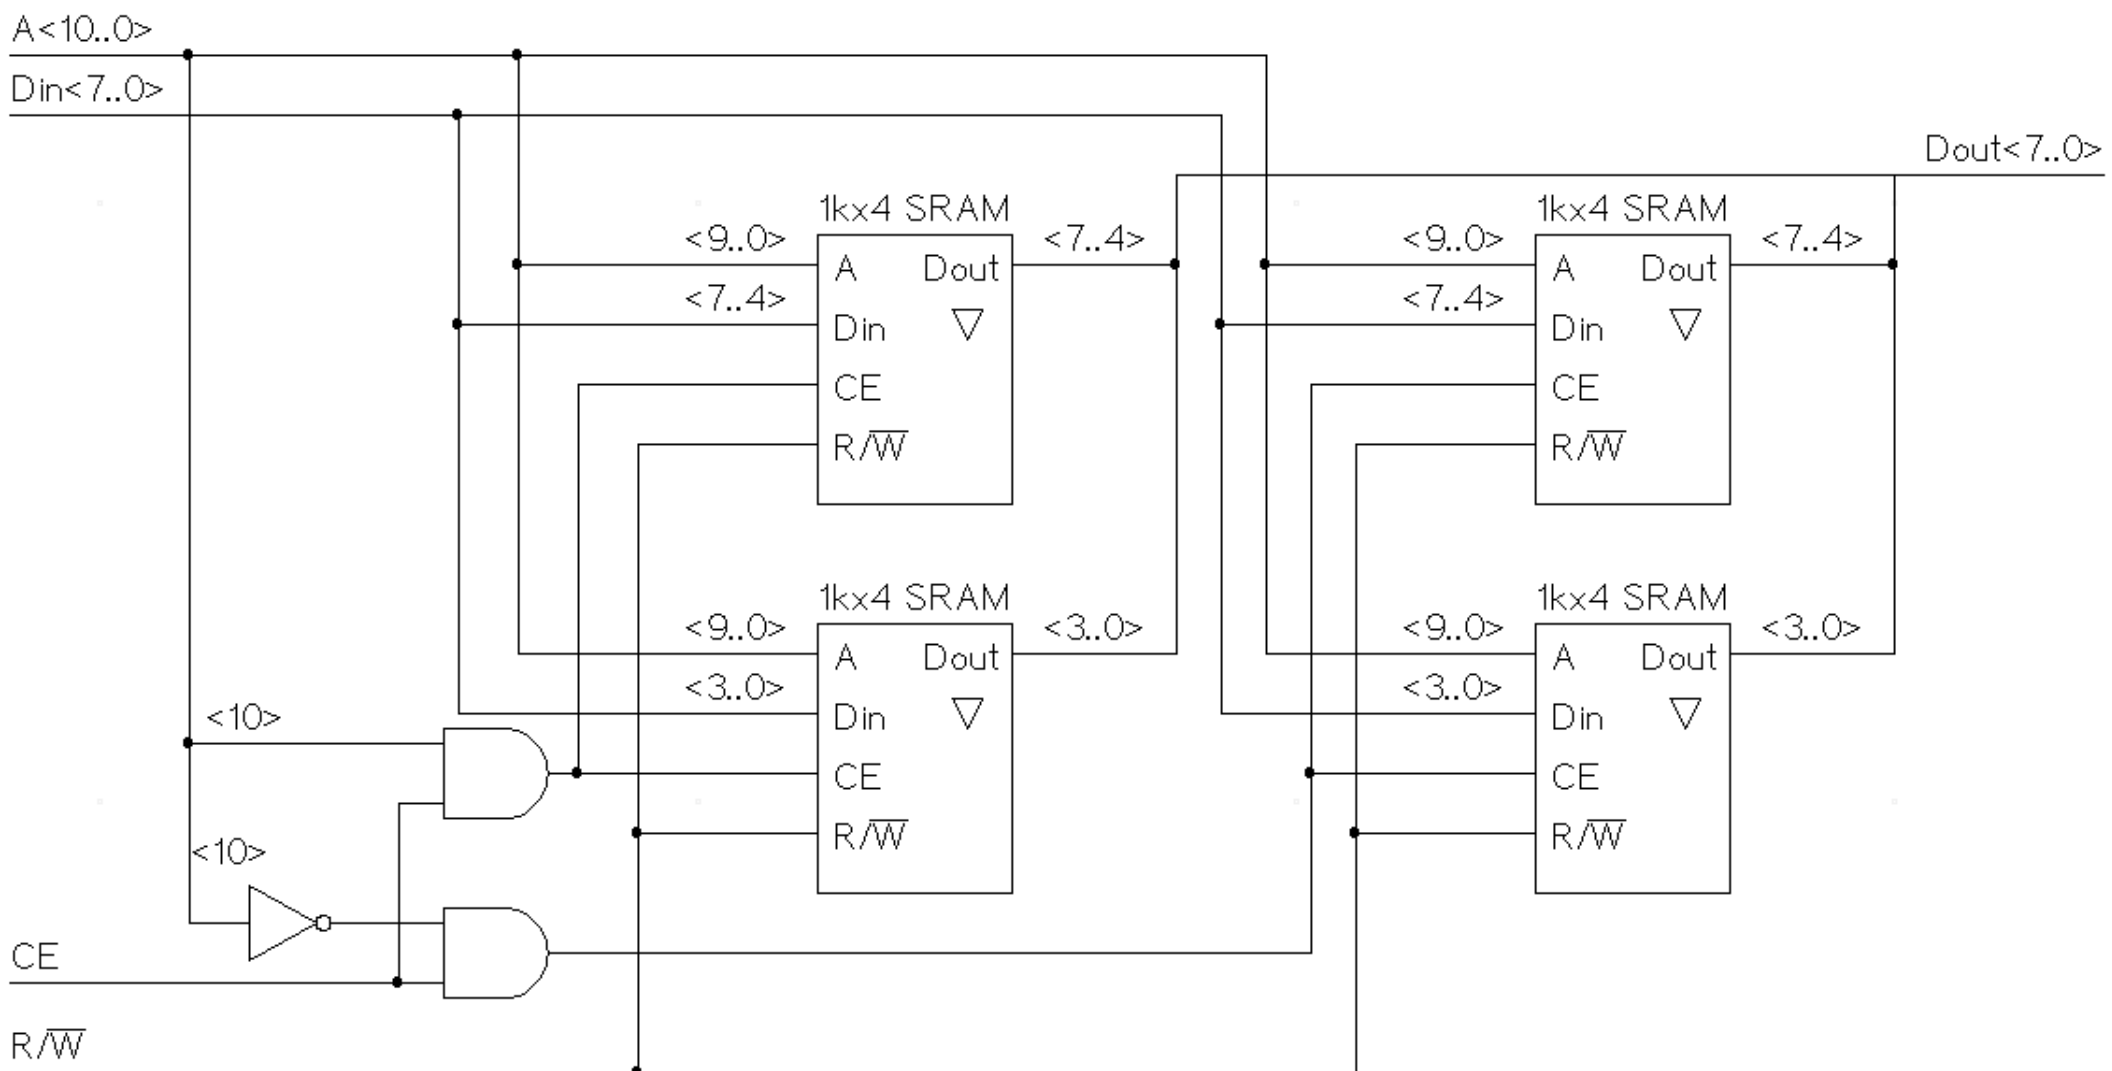 A<10..0>
Din<7..0>
Dout<7..0>
1kx4 SRAM
1kx4 SRAM
<9..0>
<7..4>
<9..0>
<7..4>
A
Dout
A
Dout
<7..4>
<7..4>
Din
▽
Din
▽
CE
CE
R/W̅
R/W̅
1kx4 SRAM
1kx4 SRAM
<9..0>
<3..0>
<9..0>
<3..0>
A
Dout
A
Dout
<3..0>
<3..0>
<10>
Din
▽
Din
▽
CE
CE
R/W̅
R/W̅
<10>
CE
R/W̅